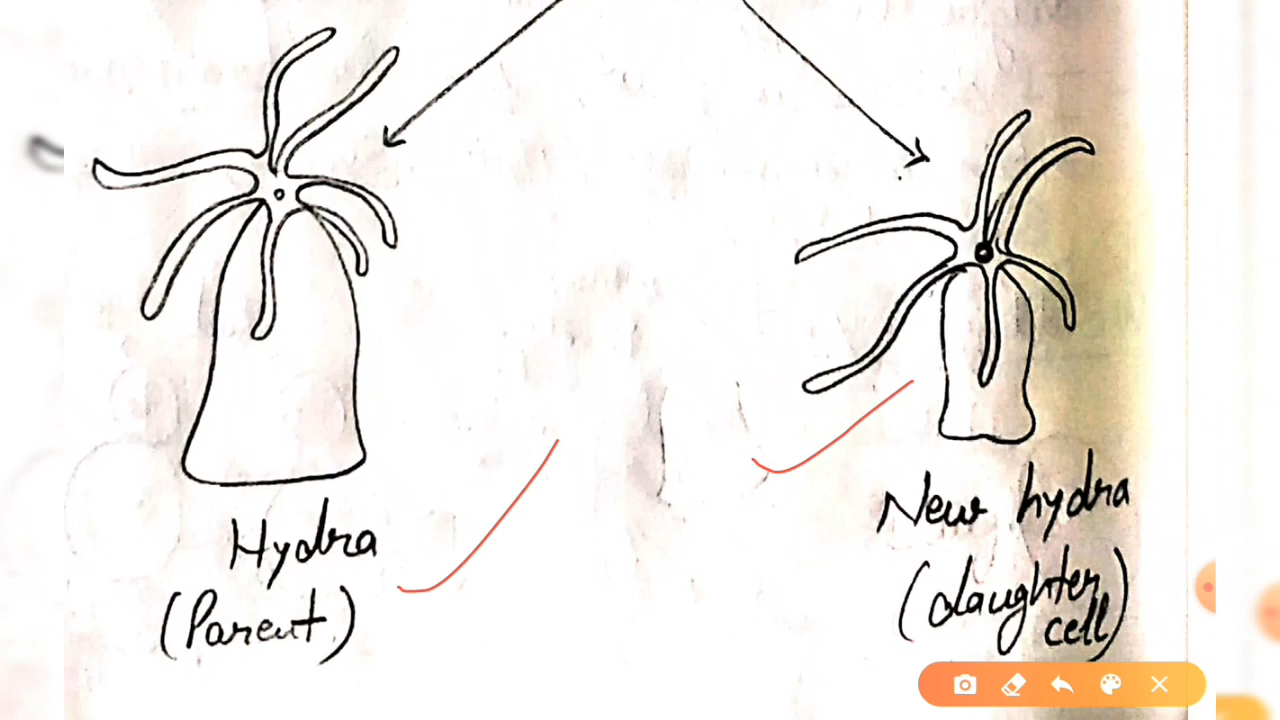 Hydra
(Parent)
New hydra
(daughter
cell)